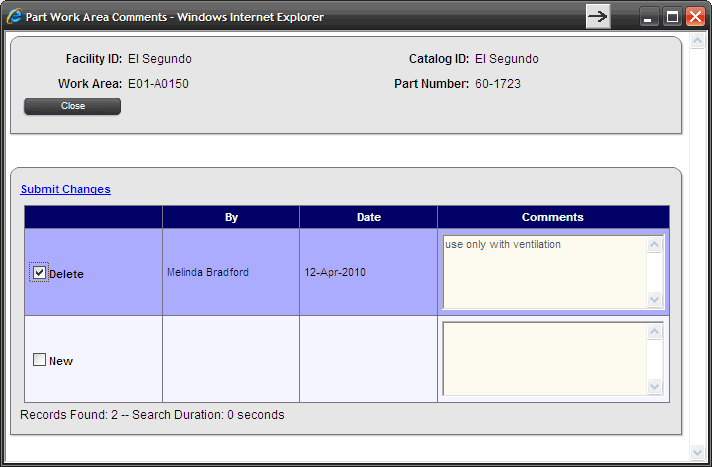 Part Work Area Comments - Windows Internet Explorer
Facility ID: El Segundo Catalog ID: El Segundo
Work Area: E01-A0150 Part Number: 60-1723
Close
Submit Changes
By Date Comments
Delete Melinda Bradford 12-Apr-2010 use only with ventilation
New
Records Found: 2 -- Search Duration: 0 seconds